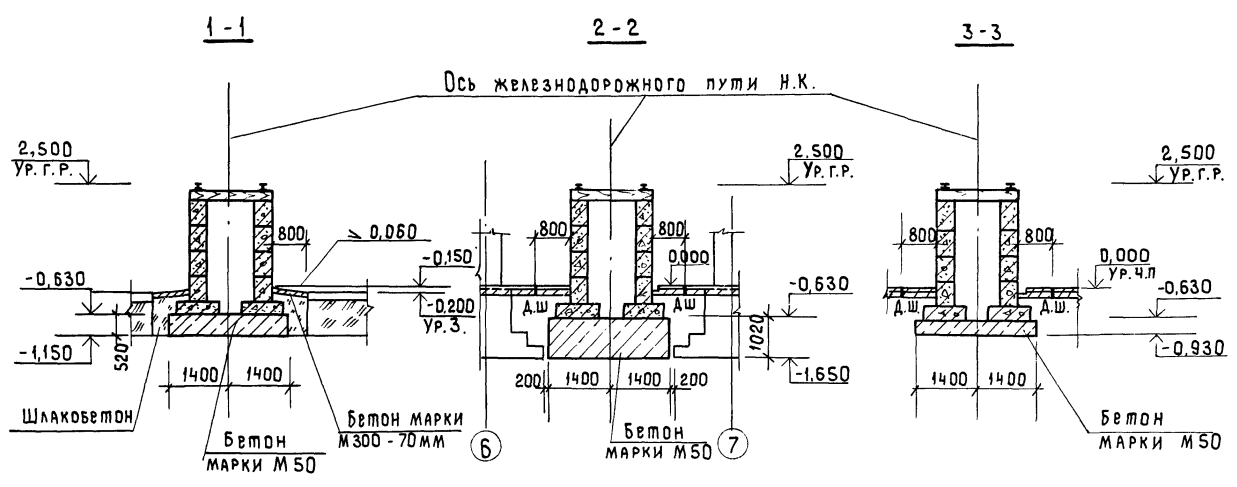 1-1
2-2
3-3
Ось железнодорожного пути Н.К.
2,500
Ур.г.р.
800
⩾ 0,060
-0,150
-0,200
Ур. З.
-0,630
-1,150
520
1400
1400
Шлакобетон
Бетон
марки М50
Бетон марки
М300-70мм
2.500
Ур.г.р.
800
800
0,000
Д.Ш
Д.Ш
-0,630
1020
-1,650
200
1400
1400
200
6
Бетон
марки М50
7
2,500
Ур.г.р.
800
800
0,000
Ур.ч.п
Д.Ш.
Д.Ш.
-0,630
-0,930
1400
1400
Бетон
марки М50